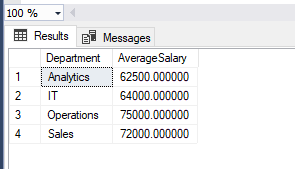 100 %
Results Messages
Department AverageSalary
1 Analytics 62500.000000
2 IT 64000.000000
3 Operations 75000.000000
4 Sales 72000.000000